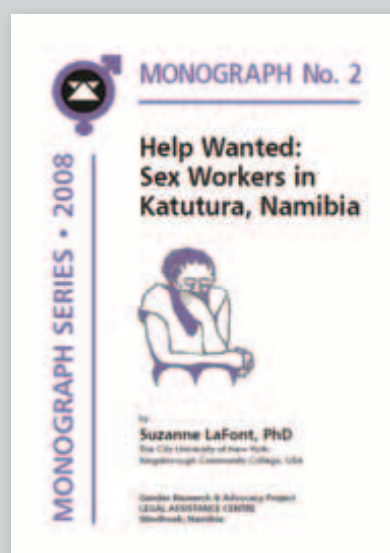 MONOGRAPH No. 2
MONOGRAPH SERIES • 2008
Help Wanted:
Sex Workers in
Katutura, Namibia
by
Suzanne LaFont, PhD
The City University of New York
Kingsborough Community College, USA
Gender Research & Advocacy Project
LEGAL ASSISTANCE CENTRE
Windhoek, Namibia